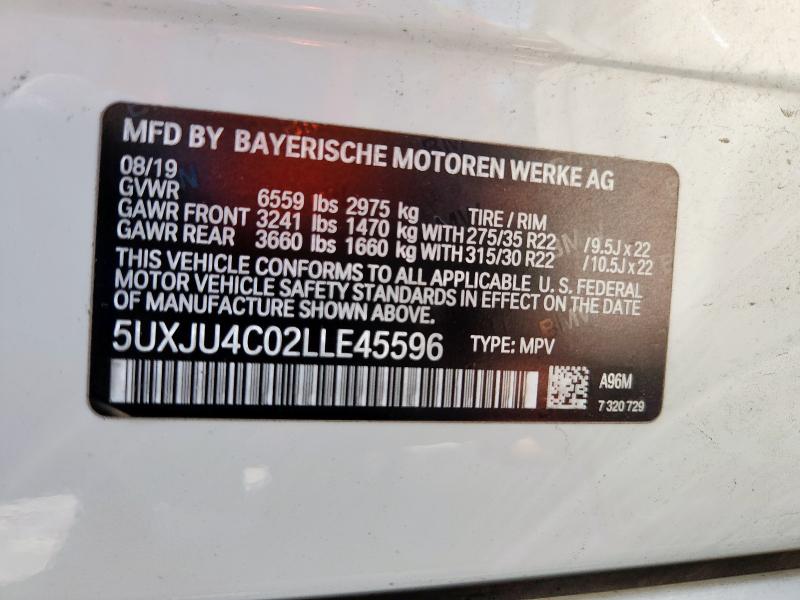 MFD BY BAYERISCHE MOTOREN WERKE AG
08/19
GVWR 6559 lbs 2975 kg TIRE / RIM
GAWR FRONT 3241 lbs 1470 kg WITH 275/35 R22 /9.5J x 22
GAWR REAR 3660 lbs 1660 kg WITH 315/30 R22 /10.5J x 22
THIS VEHICLE CONFORMS TO ALL APPLICABLE U. S. FEDERAL
MOTOR VEHICLE SAFETY STANDARDS IN EFFECT ON THE DATE
OF MANUFACTURE SHOWN ABOVE.
5UXJU4C02LLE45596 TYPE: MPV
A96M
7 320 729